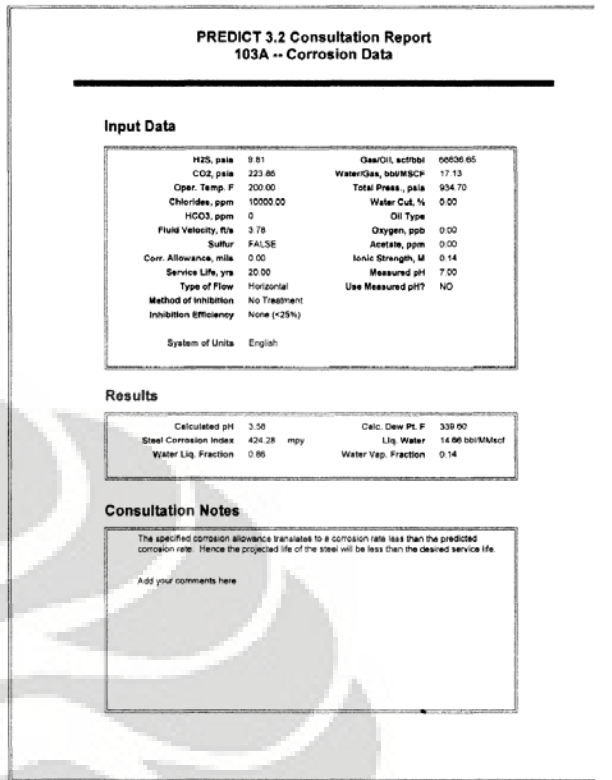 PREDICT 3.2 Consultation Report
103A -- Corrosion Data
Input Data
H2S, psia 9.81 Gas/Oil, scf/bbl 66636.65
CO2, psia 223.86 Water/Gas, bbl/MSCF 17.13
Oper. Temp. F 200.00 Total Press., psia 934.70
Chlorides, ppm 10000.00 Water Cut, % 0.00
HCO3, ppm 0 Oil Type
Fluid Velocity, ft/s 3.78 Oxygen, ppb 0.00
Sulfur FALSE Acetate, ppm 0.00
Corr. Allowance, mils 0.00 Ionic Strength, M 0.14
Service Life, yrs 20.00 Measured pH 7.00
Type of Flow Horizontal Use Measured pH? NO
Method of Inhibition No Treatment
Inhibition Efficiency None (<25%)
System of Units English
Results
Calculated pH 3.58 Calc. Dew Pt. F 339.60
Steel Corrosion Index 424.28 mpy Liq. Water 14.66 bbl/MMscf
Water Liq. Fraction 0.86 Water Vap. Fraction 0.14
Consultation Notes
The specified corrosion allowance translates to a corrosion rate less than the predicted
corrosion rate. Hence the projected life of the steel will be less than the desired service life.
Add your comments here